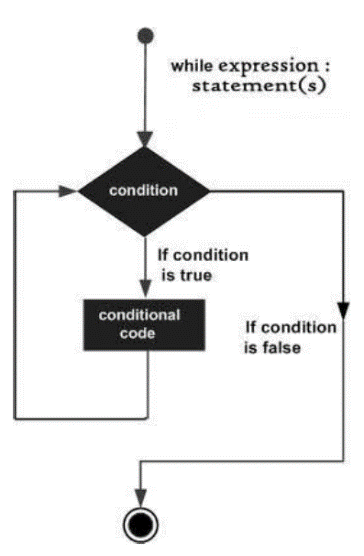 while expression :
statement(s)
condition
If condition
is true
conditional
code
If condition
is false